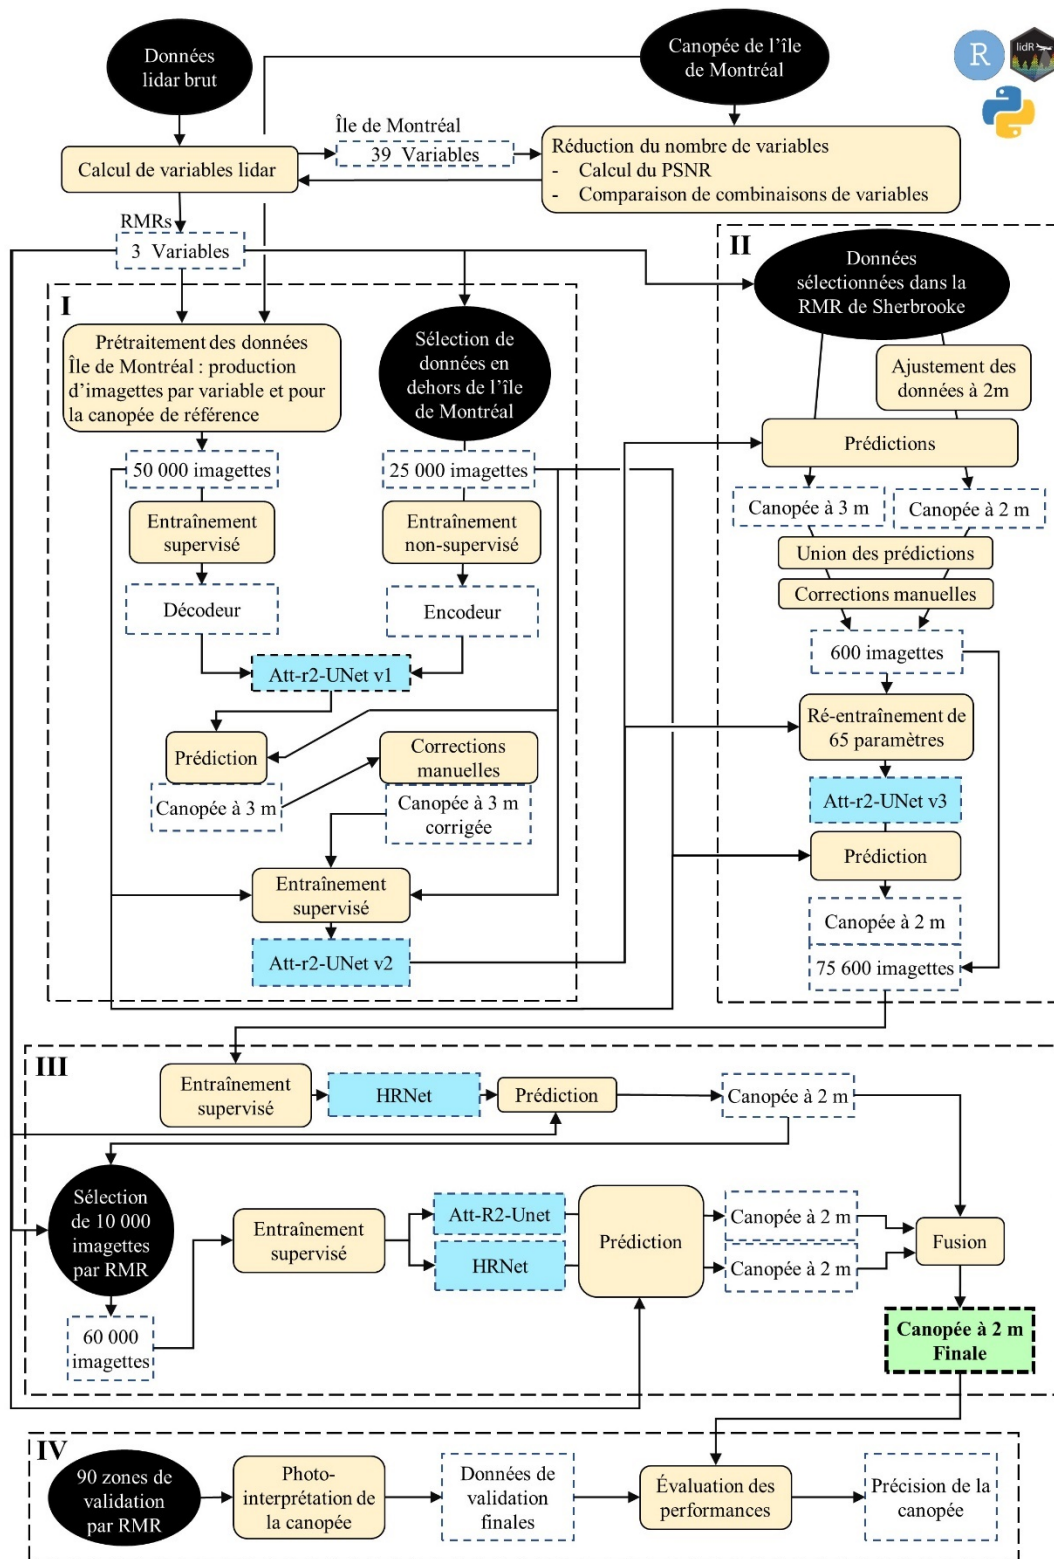 Données
lidar brut
Canopée de l'île
de Montréal
R
lidR
Île de Montréal
39 Variables
Calcul de variables lidar
Réduction du nombre de variables
- Calcul du PSNR
- Comparaison de combinaisons de variables
RMRs
3 Variables
I
Prétraitement des données
Île de Montréal : production
d'imagettes par variable et pour
la canopée de référence
Sélection de
données en
dehors de l'île
de Montréal
50 000 imagettes
25 000 imagettes
Entraînement
supervisé
Entraînement
non-supervisé
Décodeur
Encodeur
Att-r2-UNet v1
Prédiction
Canopée à 3 m
Corrections
manuelles
Canopée à 3 m
corrigée
Entraînement
supervisé
Att-r2-UNet v2
II
Données
sélectionnées dans la
RMR de Sherbrooke
Ajustement des
données à 2m
Prédictions
Canopée à 3 m
Canopée à 2 m
Union des prédictions
Corrections manuelles
600 imagettes
Ré-entraînement de
65 paramètres
Att-r2-UNet v3
Prédiction
Canopée à 2 m
75 600 imagettes
III
Entraînement
supervisé
HRNet
Prédiction
Canopée à 2 m
Sélection
de 10 000
imagettes
par RMR
60 000
imagettes
Entraînement
supervisé
Att-R2-Unet
HRNet
Prédiction
Canopée à 2 m
Canopée à 2 m
Fusion
Canopée à 2 m
Finale
IV
90 zones de
validation
par RMR
Photo-
interprétation de
la canopée
Données de
validation
finales
Évaluation des
performances
Précision de la
canopée